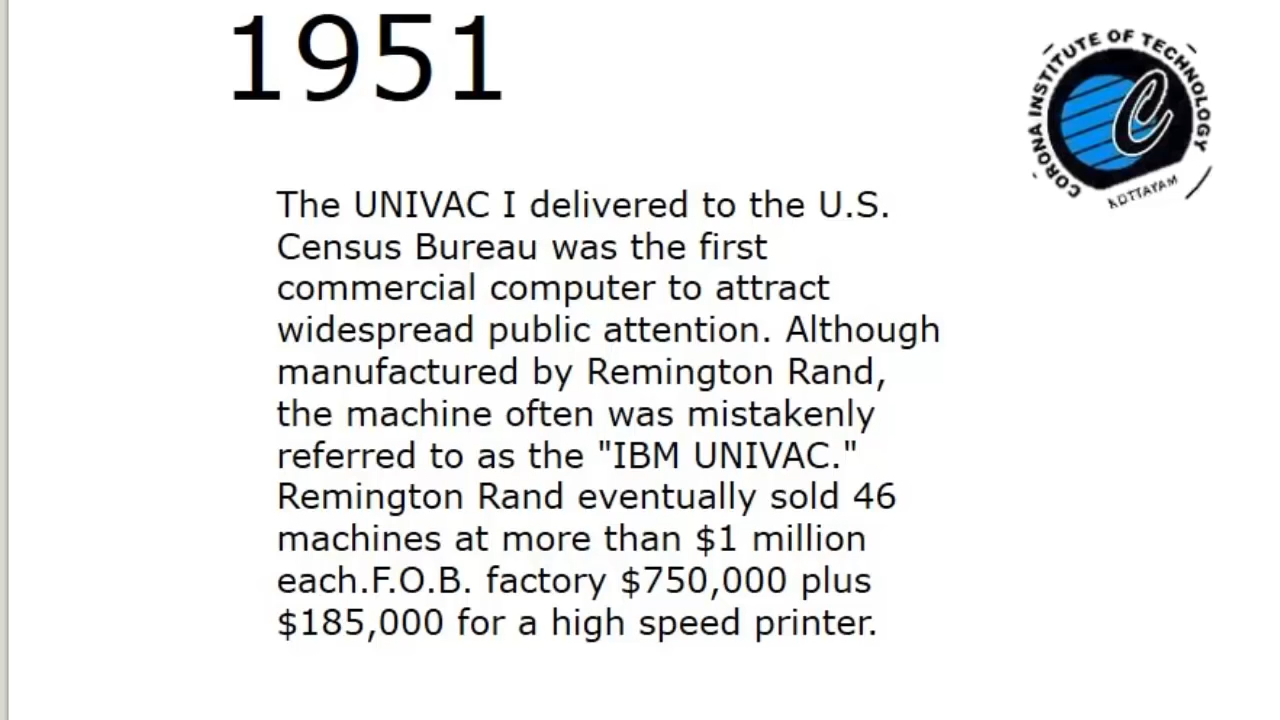 1951
CORONA INSTITUTE OF TECHNOLOGY
C
KOTTAYAM
The UNIVAC I delivered to the U.S.
Census Bureau was the first
commercial computer to attract
widespread public attention. Although
manufactured by Remington Rand,
the machine often was mistakenly
referred to as the "IBM UNIVAC."
Remington Rand eventually sold 46
machines at more than $1 million
each.F.O.B. factory $750,000 plus
$185,000 for a high speed printer.